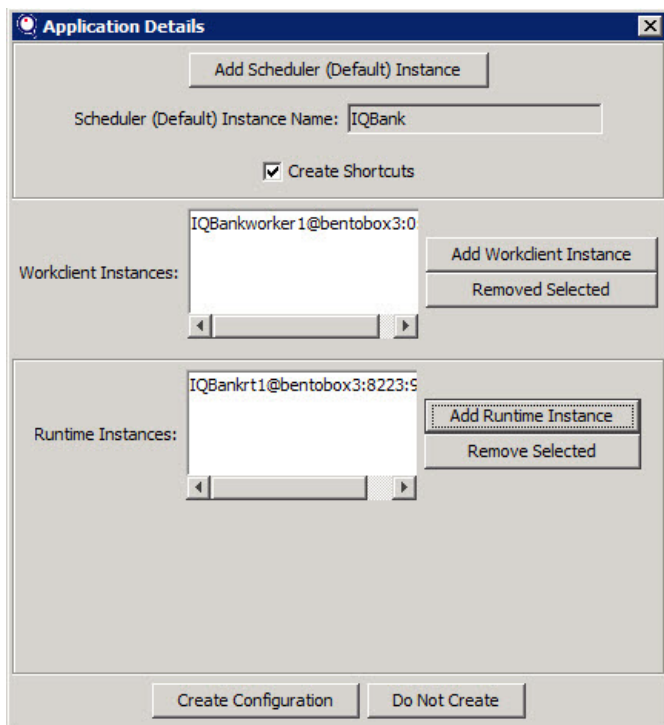 Application Details
Add Scheduler (Default) Instance
Scheduler (Default) Instance Name: IQBank
Create Shortcuts
IQBankworker1@bentobox3:0
Workclient Instances:
Add Workclient Instance
Removed Selected
IQBankrt1@bentobox3:8223:9
Runtime Instances:
Add Runtime Instance
Remove Selected
Create Configuration Do Not Create